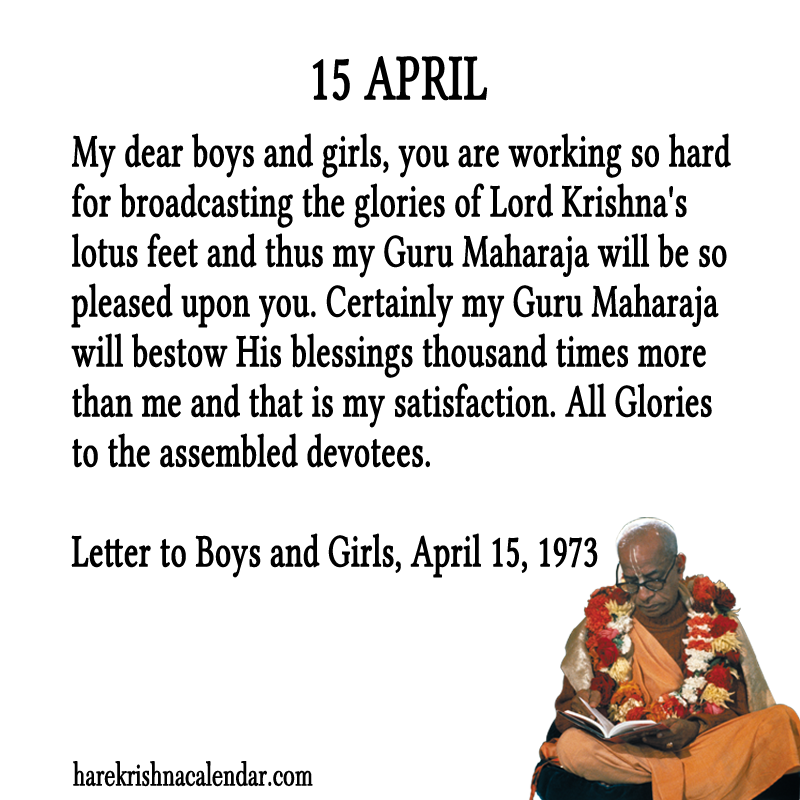 15 APRIL
My dear boys and girls, you are working so hard
for broadcasting the glories of Lord Krishna's
lotus feet and thus my Guru Maharaja will be so
pleased upon you. Certainly my Guru Maharaja
will bestow His blessings thousand times more
than me and that is my satisfaction. All Glories
to the assembled devotees.
Letter to Boys and Girls, April 15, 1973
harekrishnacalendar.com